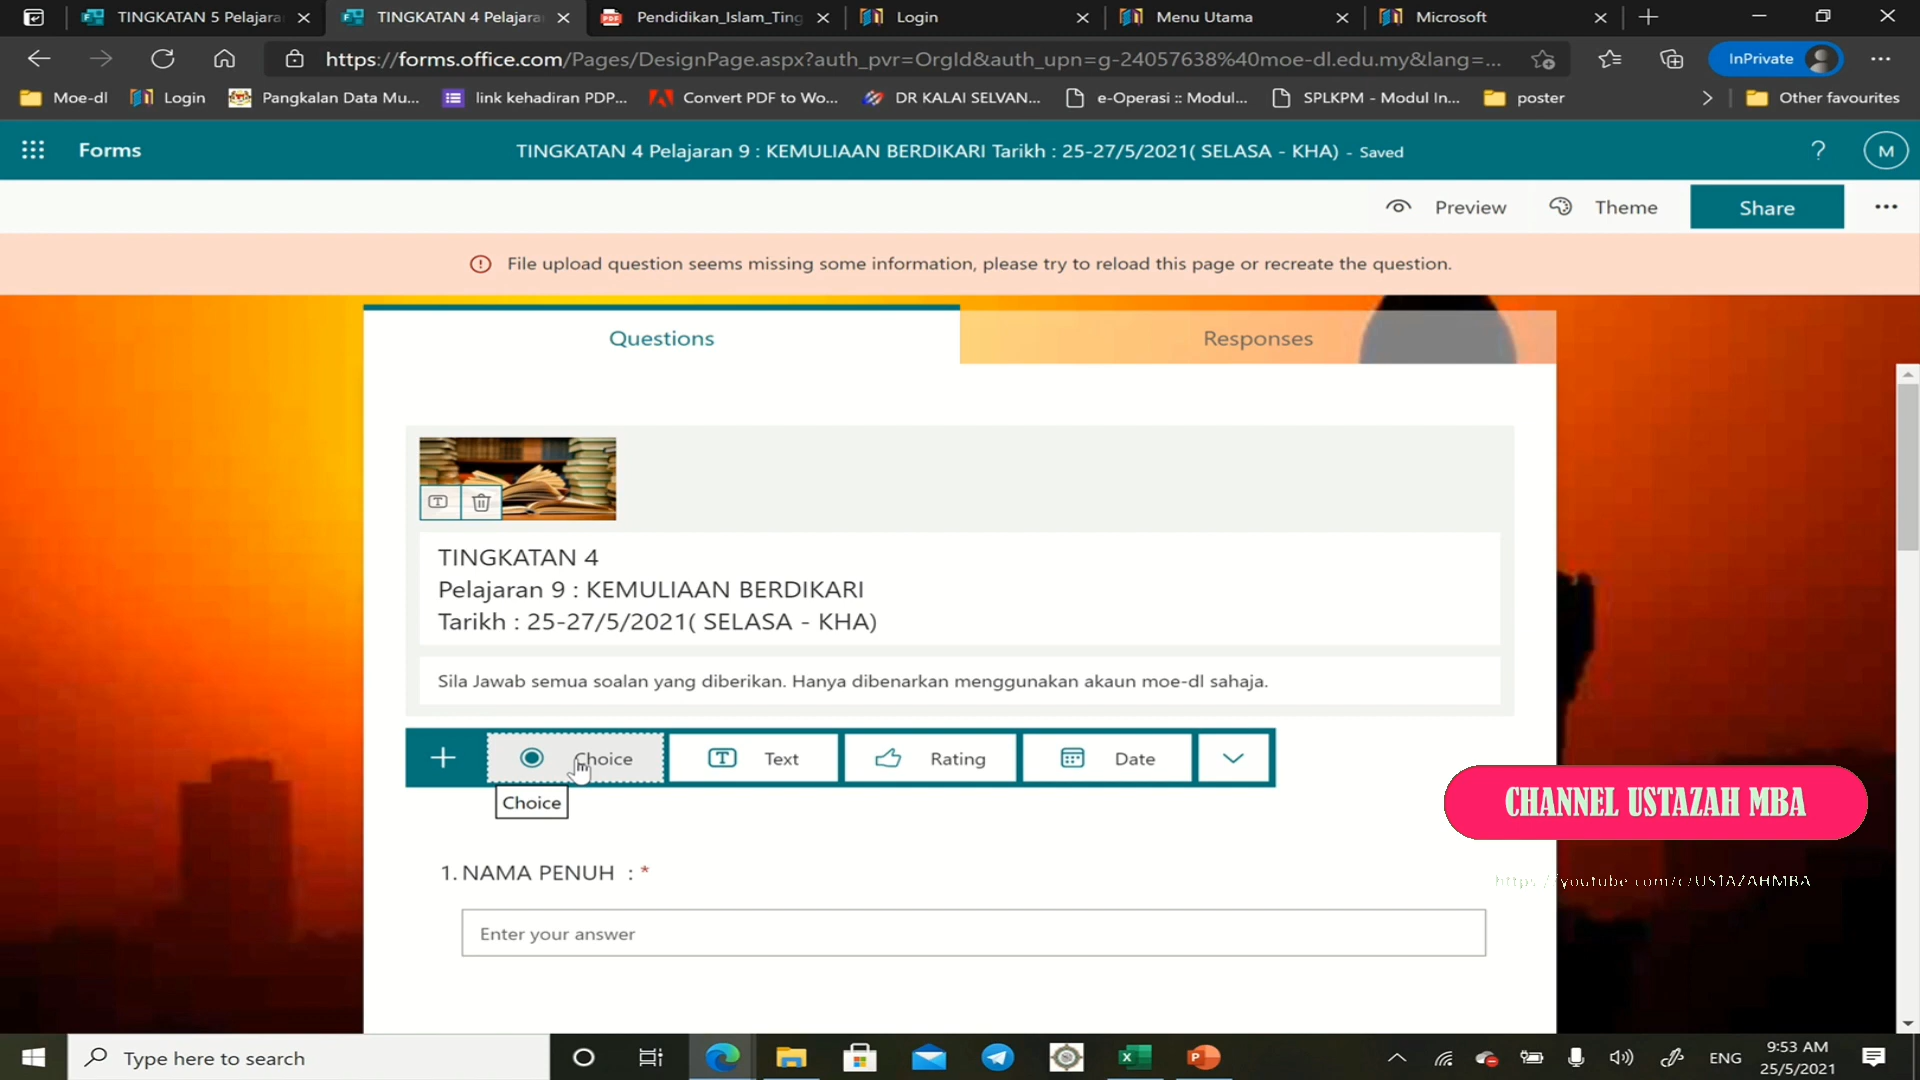 TINGKATAN 5 Pelajara
TINGKATAN 4 Pelajara
Pendidikan_Islam_Ting
Login
Menu Utama
Microsoft
https://forms.office.com/Pages/DesignPage.aspx?auth_pvr=OrgId&auth_upn=g-24057638%40moe-dl.edu.my&lang=...
InPrivate
Moe-dl
Login
Pangkalan Data Mu...
link kehadiran PDP...
Convert PDF to Wo...
DR KALAI SELVAN...
e-Operasi :: Modul...
SPLKPM - Modul In...
poster
Other favourites
Forms
TINGKATAN 4 Pelajaran 9 : KEMULIAAN BERDIKARI Tarikh : 25-27/5/2021( SELASA - KHA) - Saved
?
M
Preview
Theme
Share
File upload question seems missing some information, please try to reload this page or recreate the question.
Questions
Responses
TINGKATAN 4
Pelajaran 9 : KEMULIAAN BERDIKARI
Tarikh : 25-27/5/2021( SELASA - KHA)
Sila Jawab semua soalan yang diberikan. Hanya dibenarkan menggunakan akaun moe-dl sahaja.
Choice
Text
Rating
Date
Choice
CHANNEL USTAZAH MBA
https://youtube.com/c/USTAZAHMBA
1. NAMA PENUH : *
Enter your answer
Type here to search
ENG
9:53 AM
25/5/2021